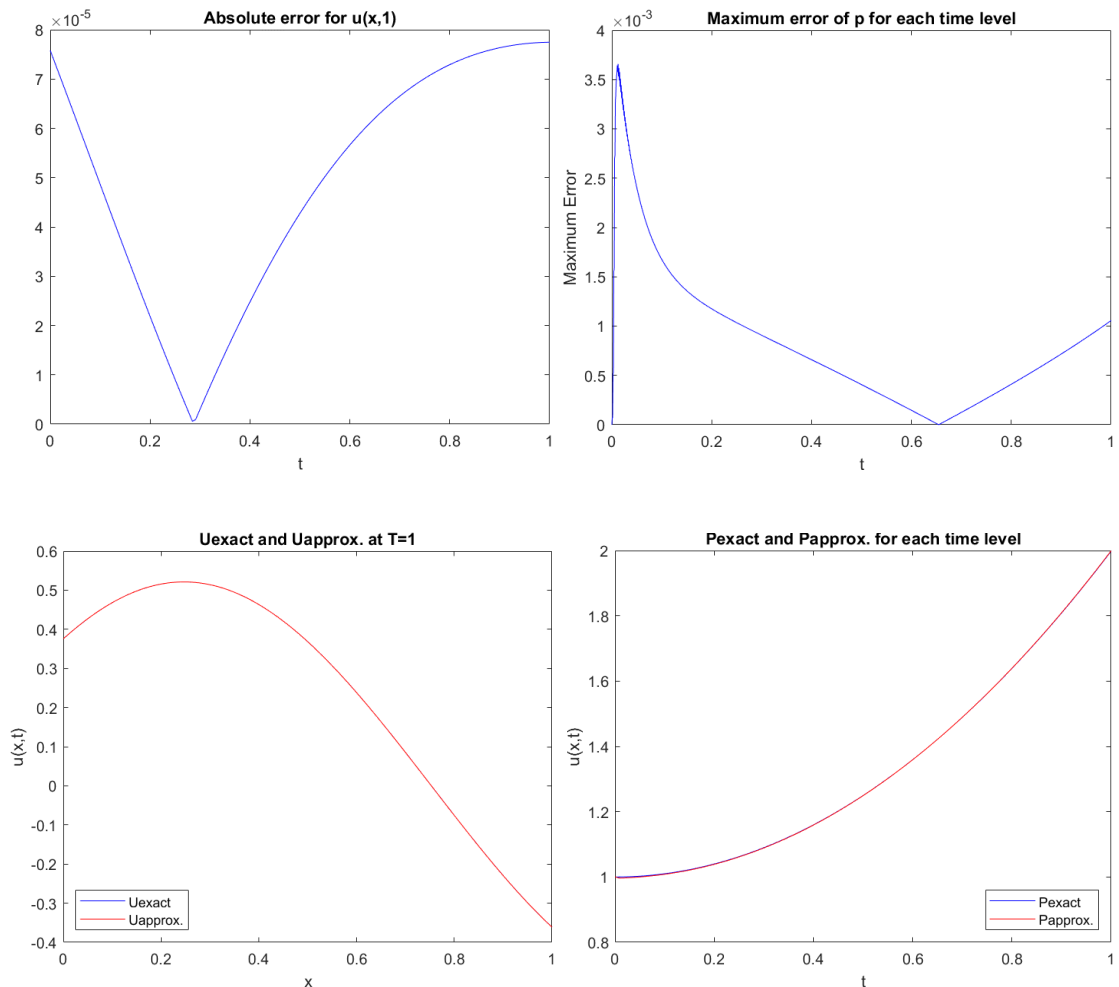 Absolute error for u(x,1)
×10-5
8
7
6
5
4
3
2
1
0
0 0.2 0.4 0.6 0.8 1
t
Maximum error of p for each time level
×10-3
Maximum Error
4
3.5
3
2.5
2
1.5
1
0.5
0
0 0.2 0.4 0.6 0.8 1
t
Uexact and Uapprox. at T=1
u(x,t)
0.6
0.5
0.4
0.3
0.2
0.1
0
-0.1
-0.2
-0.3
-0.4
Uexact
Uapprox.
0 0.2 0.4 0.6 0.8 1
x
Pexact and Papprox. for each time level
u(x,t)
2
1.8
1.6
1.4
1.2
1
0.8
Pexact
Papprox.
0 0.2 0.4 0.6 0.8 1
t